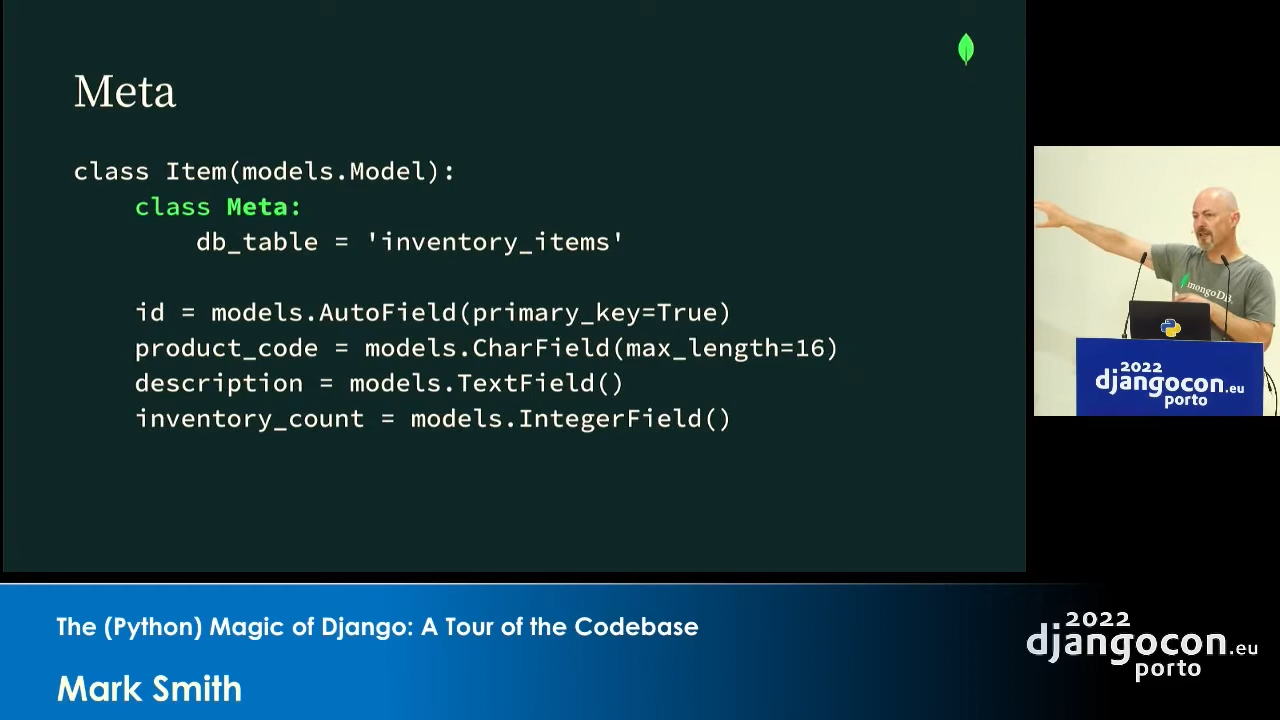 Meta
class Item(models.Model):
    class Meta:
        db_table = 'inventory_items'
    id = models.AutoField(primary_key=True)
    product_code = models.CharField(max_length=16)
    description = models.TextField()
    inventory_count = models.IntegerField()
mongoDB.
2022
djangocon.eu
porto
The (Python) Magic of Django: A Tour of the Codebase
Mark Smith
2022
djangocon.eu
porto